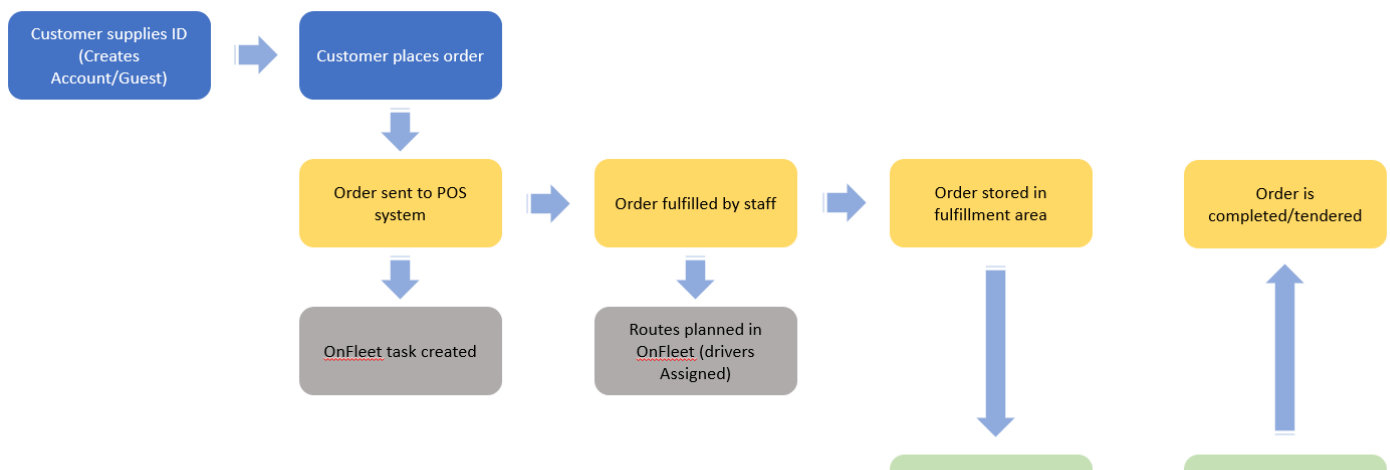 Customer supplies ID
(Creates
Account/Guest)
Customer places order
Order sent to POS
system
Order fulfilled by staff
Order stored in
fulfillment area
Order is
completed/tendered
OnFleet task created
Routes planned in
OnFleet (drivers
Assigned)